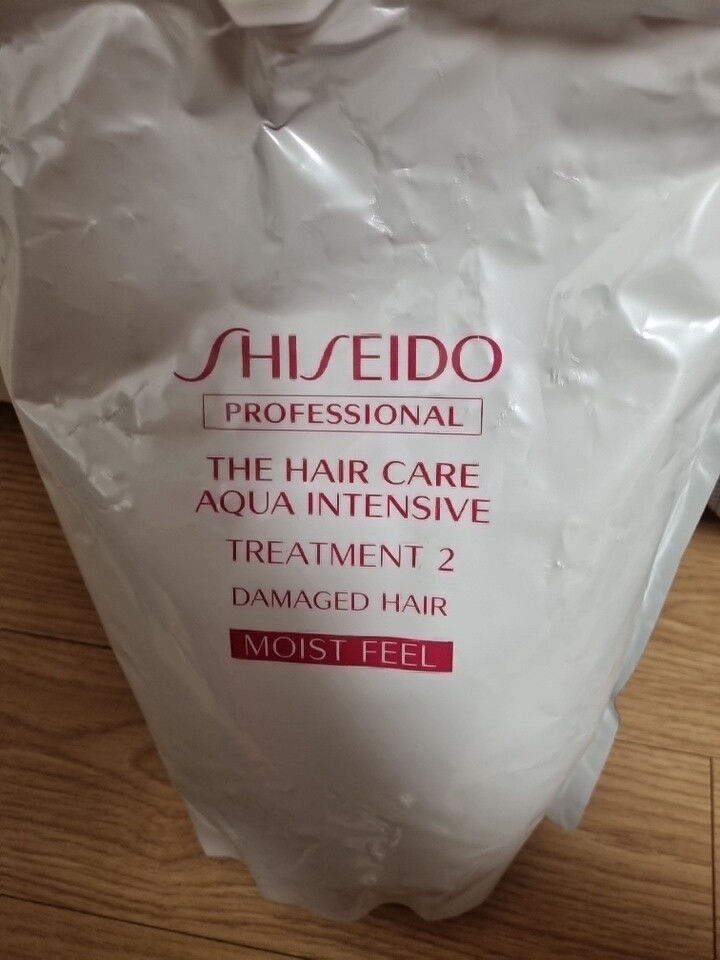 SHISEIDO
PROFESSIONAL
THE HAIR CARE
AQUA INTENSIVE
TREATMENT 2
DAMAGED HAIR
MOIST FEEL